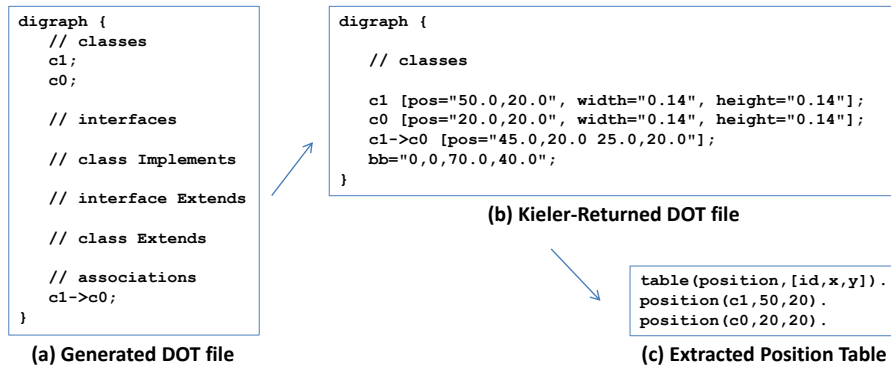 digraph {
// classes
c1;
c0;
// interfaces
// class Implements
// interface Extends
// class Extends
// associations
c1->c0;
}
(a) Generated DOT file
digraph {
// classes
c1 [pos="50.0,20.0", width="0.14", height="0.14"];
c0 [pos="20.0,20.0", width="0.14", height="0.14"];
c1->c0 [pos="45.0,20.0 25.0,20.0"];
bb="0,0,70.0,40.0";
}
(b) Kieler-Returned DOT file
table(position,[id,x,y]).
position(c1,50,20).
position(c0,20,20).
(c) Extracted Position Table